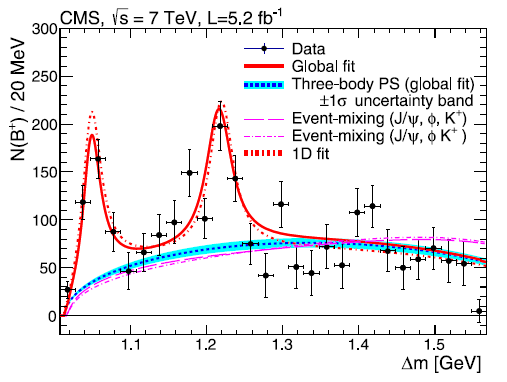 CMS, √s = 7 TeV, L=5.2 fb⁻¹
N(B⁺) / 20 MeV
300
250
200
150
100
50
0
Data
Global fit
Three-body PS (global fit)
±1σ uncertainty band
Event-mixing (J/ψ, φ, K⁺)
Event-mixing (J/ψ, φ K⁺)
1D fit
1.1 1.2 1.3 1.4 1.5
Δm [GeV]